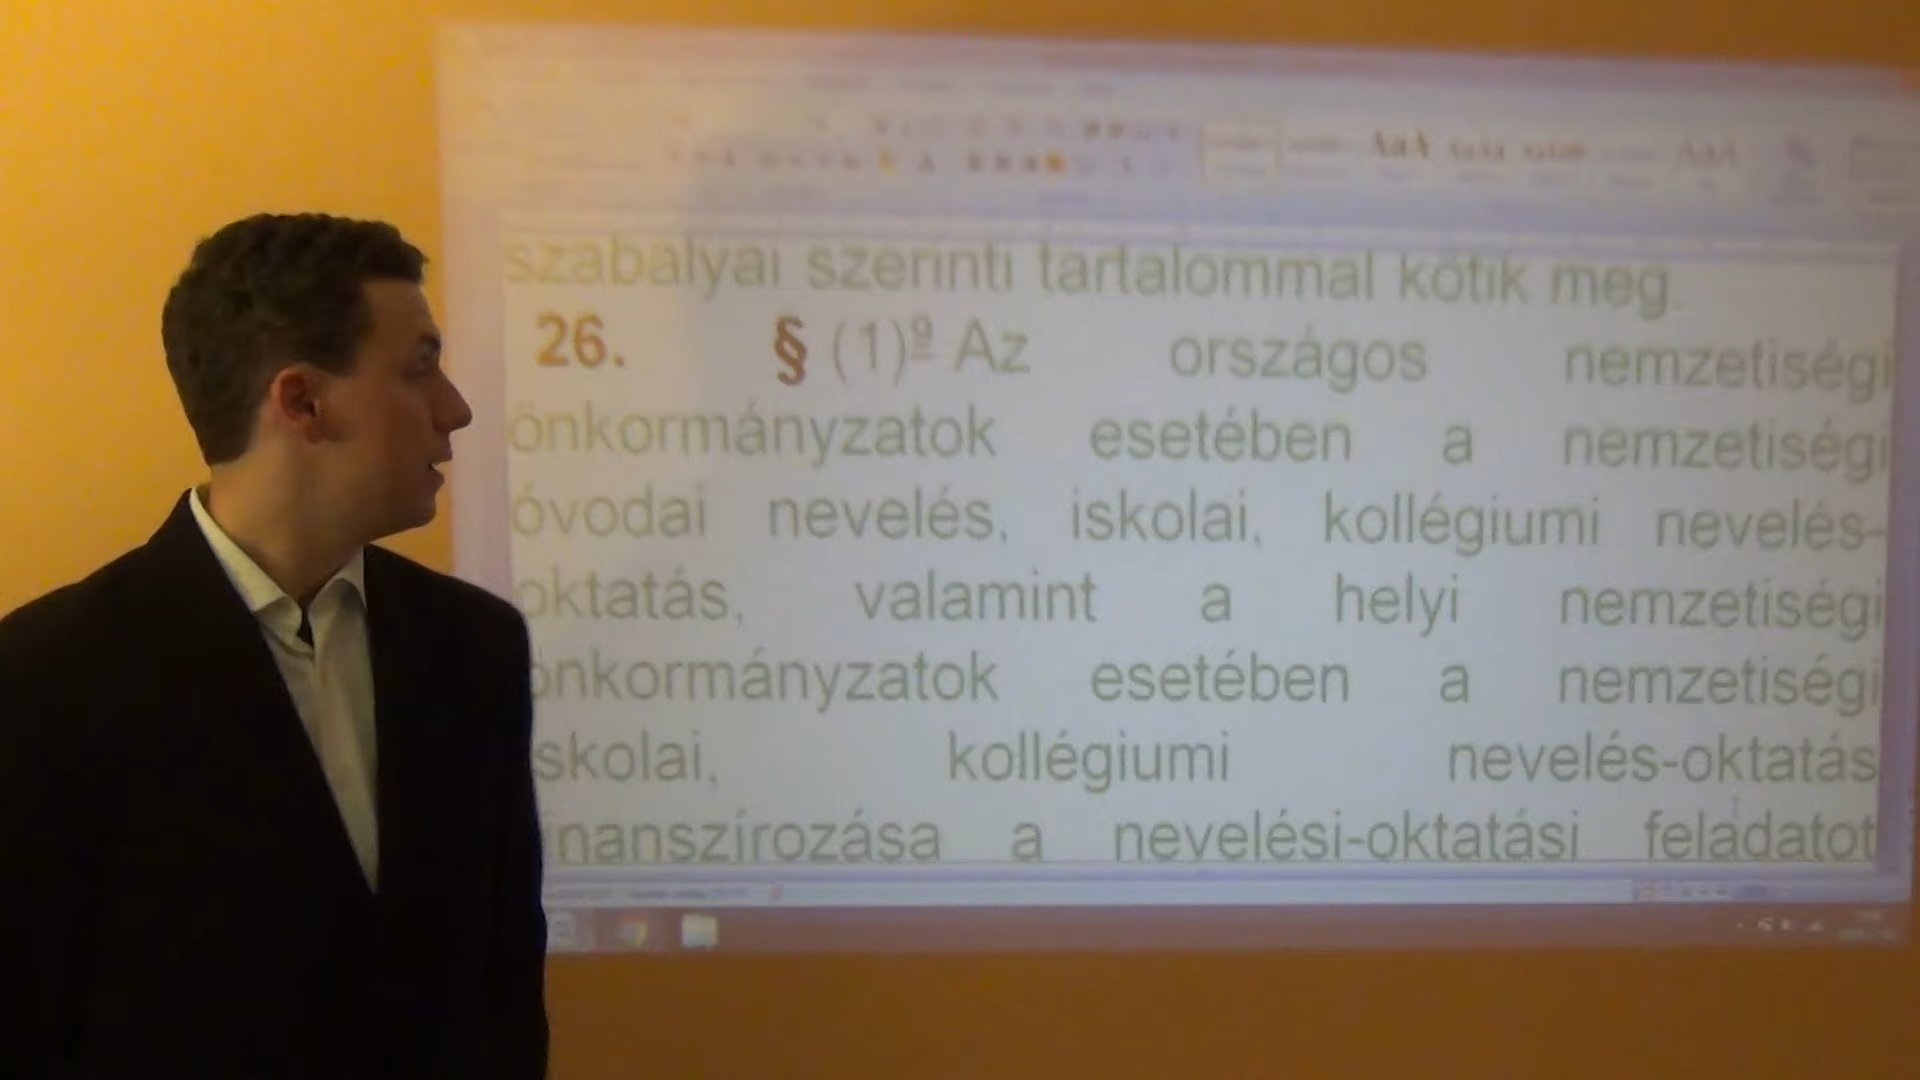 szabályai szerinti tartalommal kötik meg.
26. § (1)9 Az országos nemzetiségi
önkormányzatok esetében a nemzetiségi
óvodai nevelés, iskolai, kollégiumi nevelés-
oktatás, valamint a helyi nemzetiségi
önkormányzatok esetében a nemzetiségi
iskolai, kollégiumi nevelés-oktatás
finanszírozása a nevelési-oktatási feladatot